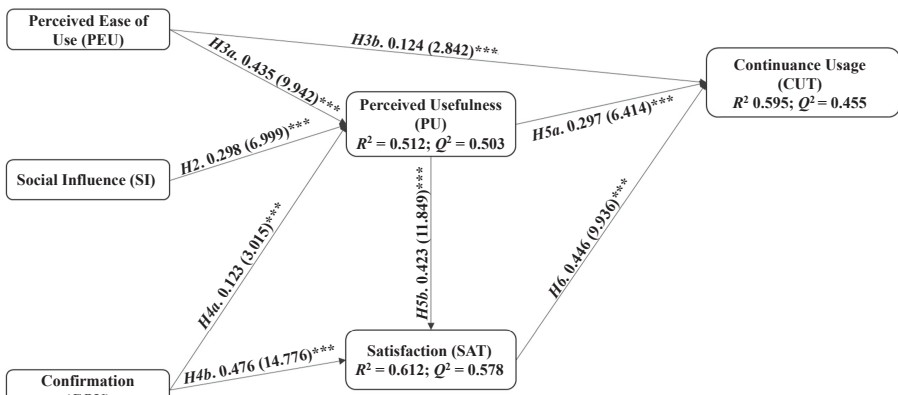 Perceived Ease of
Use (PEU)
H3a. 0.435 (9.942)***
H3b. 0.124 (2.842)***
Continuance Usage
(CUT)
R² 0.595; Q² = 0.455
Perceived Usefulness
(PU)
R² = 0.512; Q² = 0.503
H5a. 0.297 (6.414)***
H2. 0.298 (6.999)***
Social Influence (SI)
H4a. 0.123 (3.015)***
H5b. 0.423 (11.849)***
H6. 0.446 (9.936)***
H4b. 0.476 (14.776)***
Satisfaction (SAT)
R² = 0.612; Q² = 0.578
Confirmation